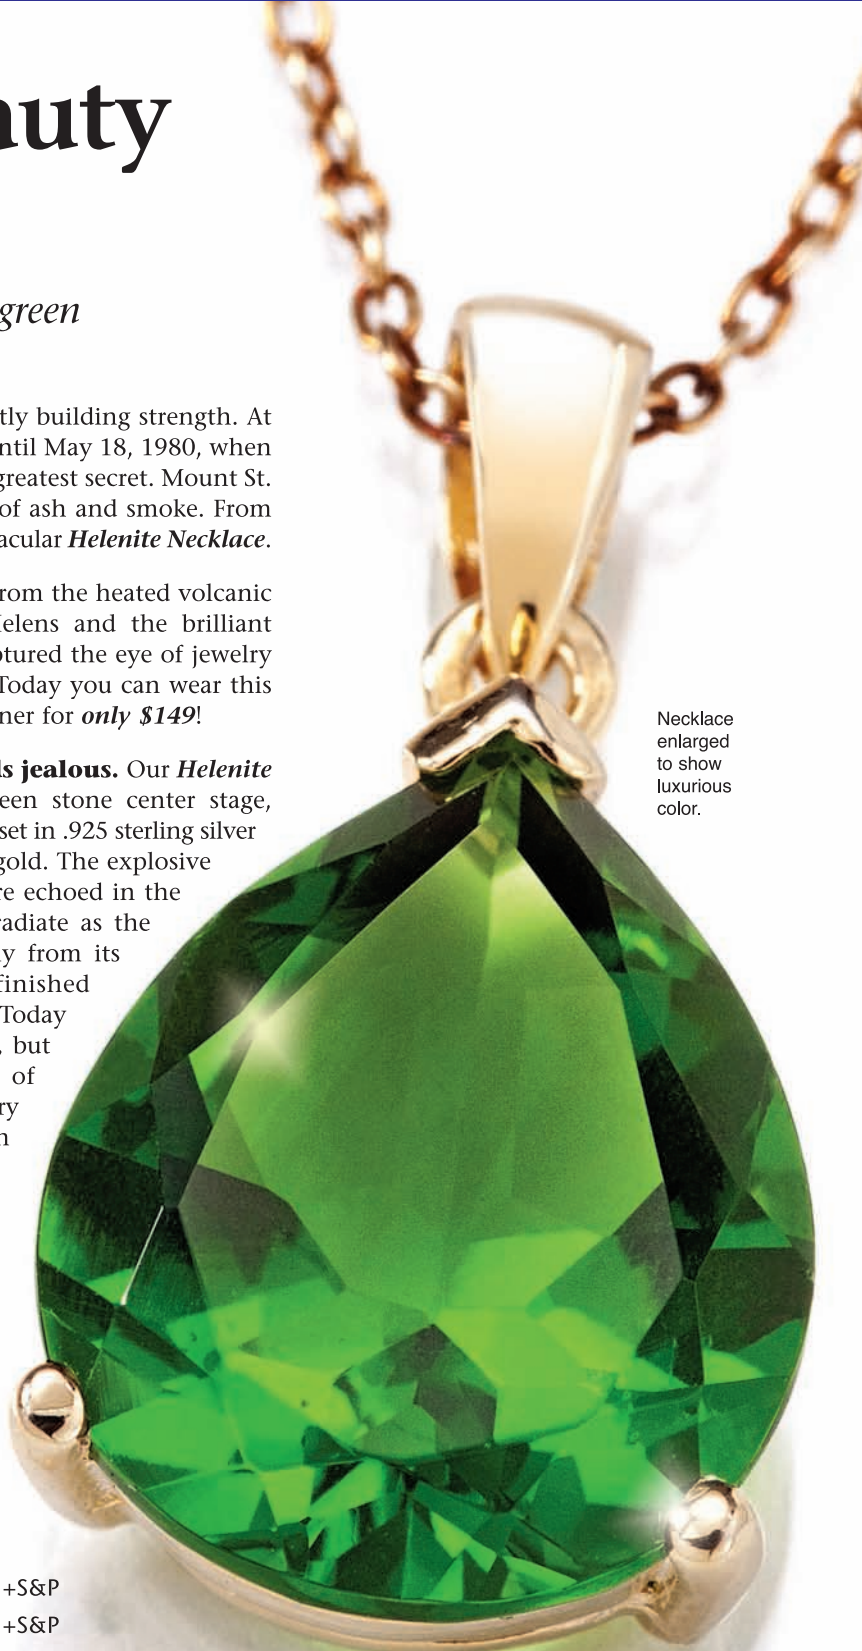 auty
green
tly building strength. At
ntil May 18, 1980, when
greatest secret. Mount St.
of ash and smoke. From
acular Helenite Necklace.
rom the heated volcanic
elens and the brilliant
ptured the eye of jewelry
Today you can wear this
ner for only $149!
ls jealous. Our Helenite
een stone center stage,
set in .925 sterling silver
gold. The explosive
re echoed in the
radiate as the
y from its
finished
Today
, but
of
ry
n
Necklace
enlarged
to show
luxurious
color.
+S&P
+S&P